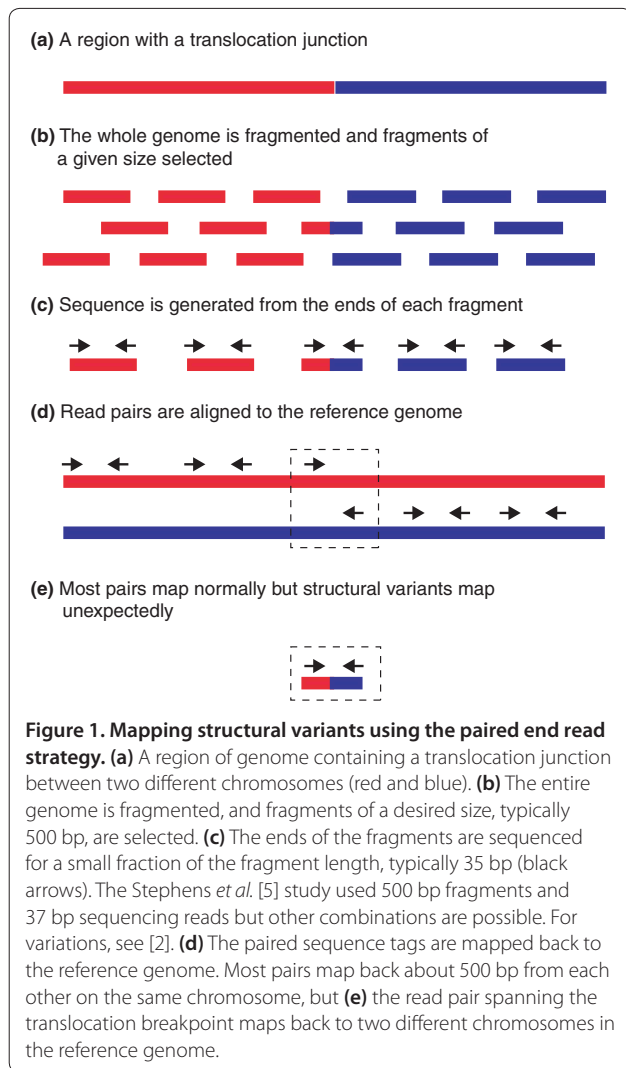 (a) A region with a translocation junction
(b) The whole genome is fragmented and fragments of
a given size selected
(c) Sequence is generated from the ends of each fragment
(d) Read pairs are aligned to the reference genome
(e) Most pairs map normally but structural variants map
unexpectedly
Figure 1. Mapping structural variants using the paired end read
strategy. (a) A region of genome containing a translocation junction
between two different chromosomes (red and blue). (b) The entire
genome is fragmented, and fragments of a desired size, typically
500 bp, are selected. (c) The ends of the fragments are sequenced
for a small fraction of the fragment length, typically 35 bp (black
arrows). The Stephens et al. [5] study used 500 bp fragments and
37 bp sequencing reads but other combinations are possible. For
variations, see [2]. (d) The paired sequence tags are mapped back to
the reference genome. Most pairs map back about 500 bp from each
other on the same chromosome, but (e) the read pair spanning the
translocation breakpoint maps back to two different chromosomes in
the reference genome.